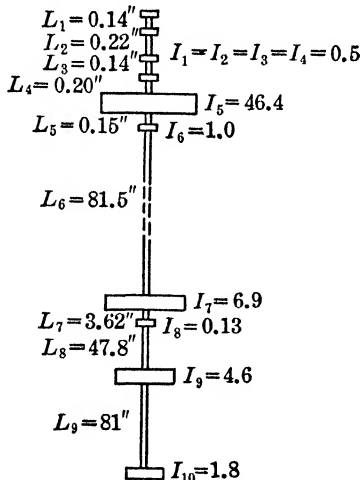 L₁=0.14"
L₂=0.22"
L₃=0.14"
I₁=I₂=I₃=I₄=0.5
L₄=0.20"
I₅=46.4
L₅=0.15"
I₆=1.0
L₆=81.5"
I₇=6.9
L₇=3.62"
I₈=0.13
L₈=47.8"
I₉=4.6
L₉=81"
I₁₀=1.8